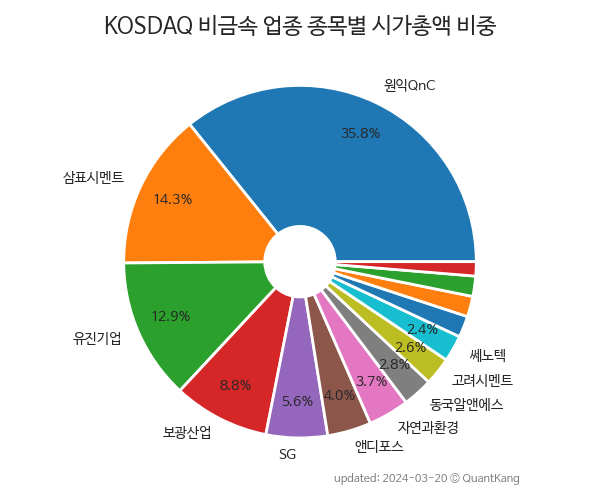 KOSDAQ 비금속 업종 종목별 시가총액 비중
원익QnC
35.8%
삼표시멘트
14.3%
유진기업
12.9%
보광산업
8.8%
SG
5.6%
앤디포스
4.0%
자연과환경
3.7%
동국알앤에스
2.8%
고려시멘트
2.6%
쎄노텍
2.4%
updated: 2024-03-20 © QuantKang